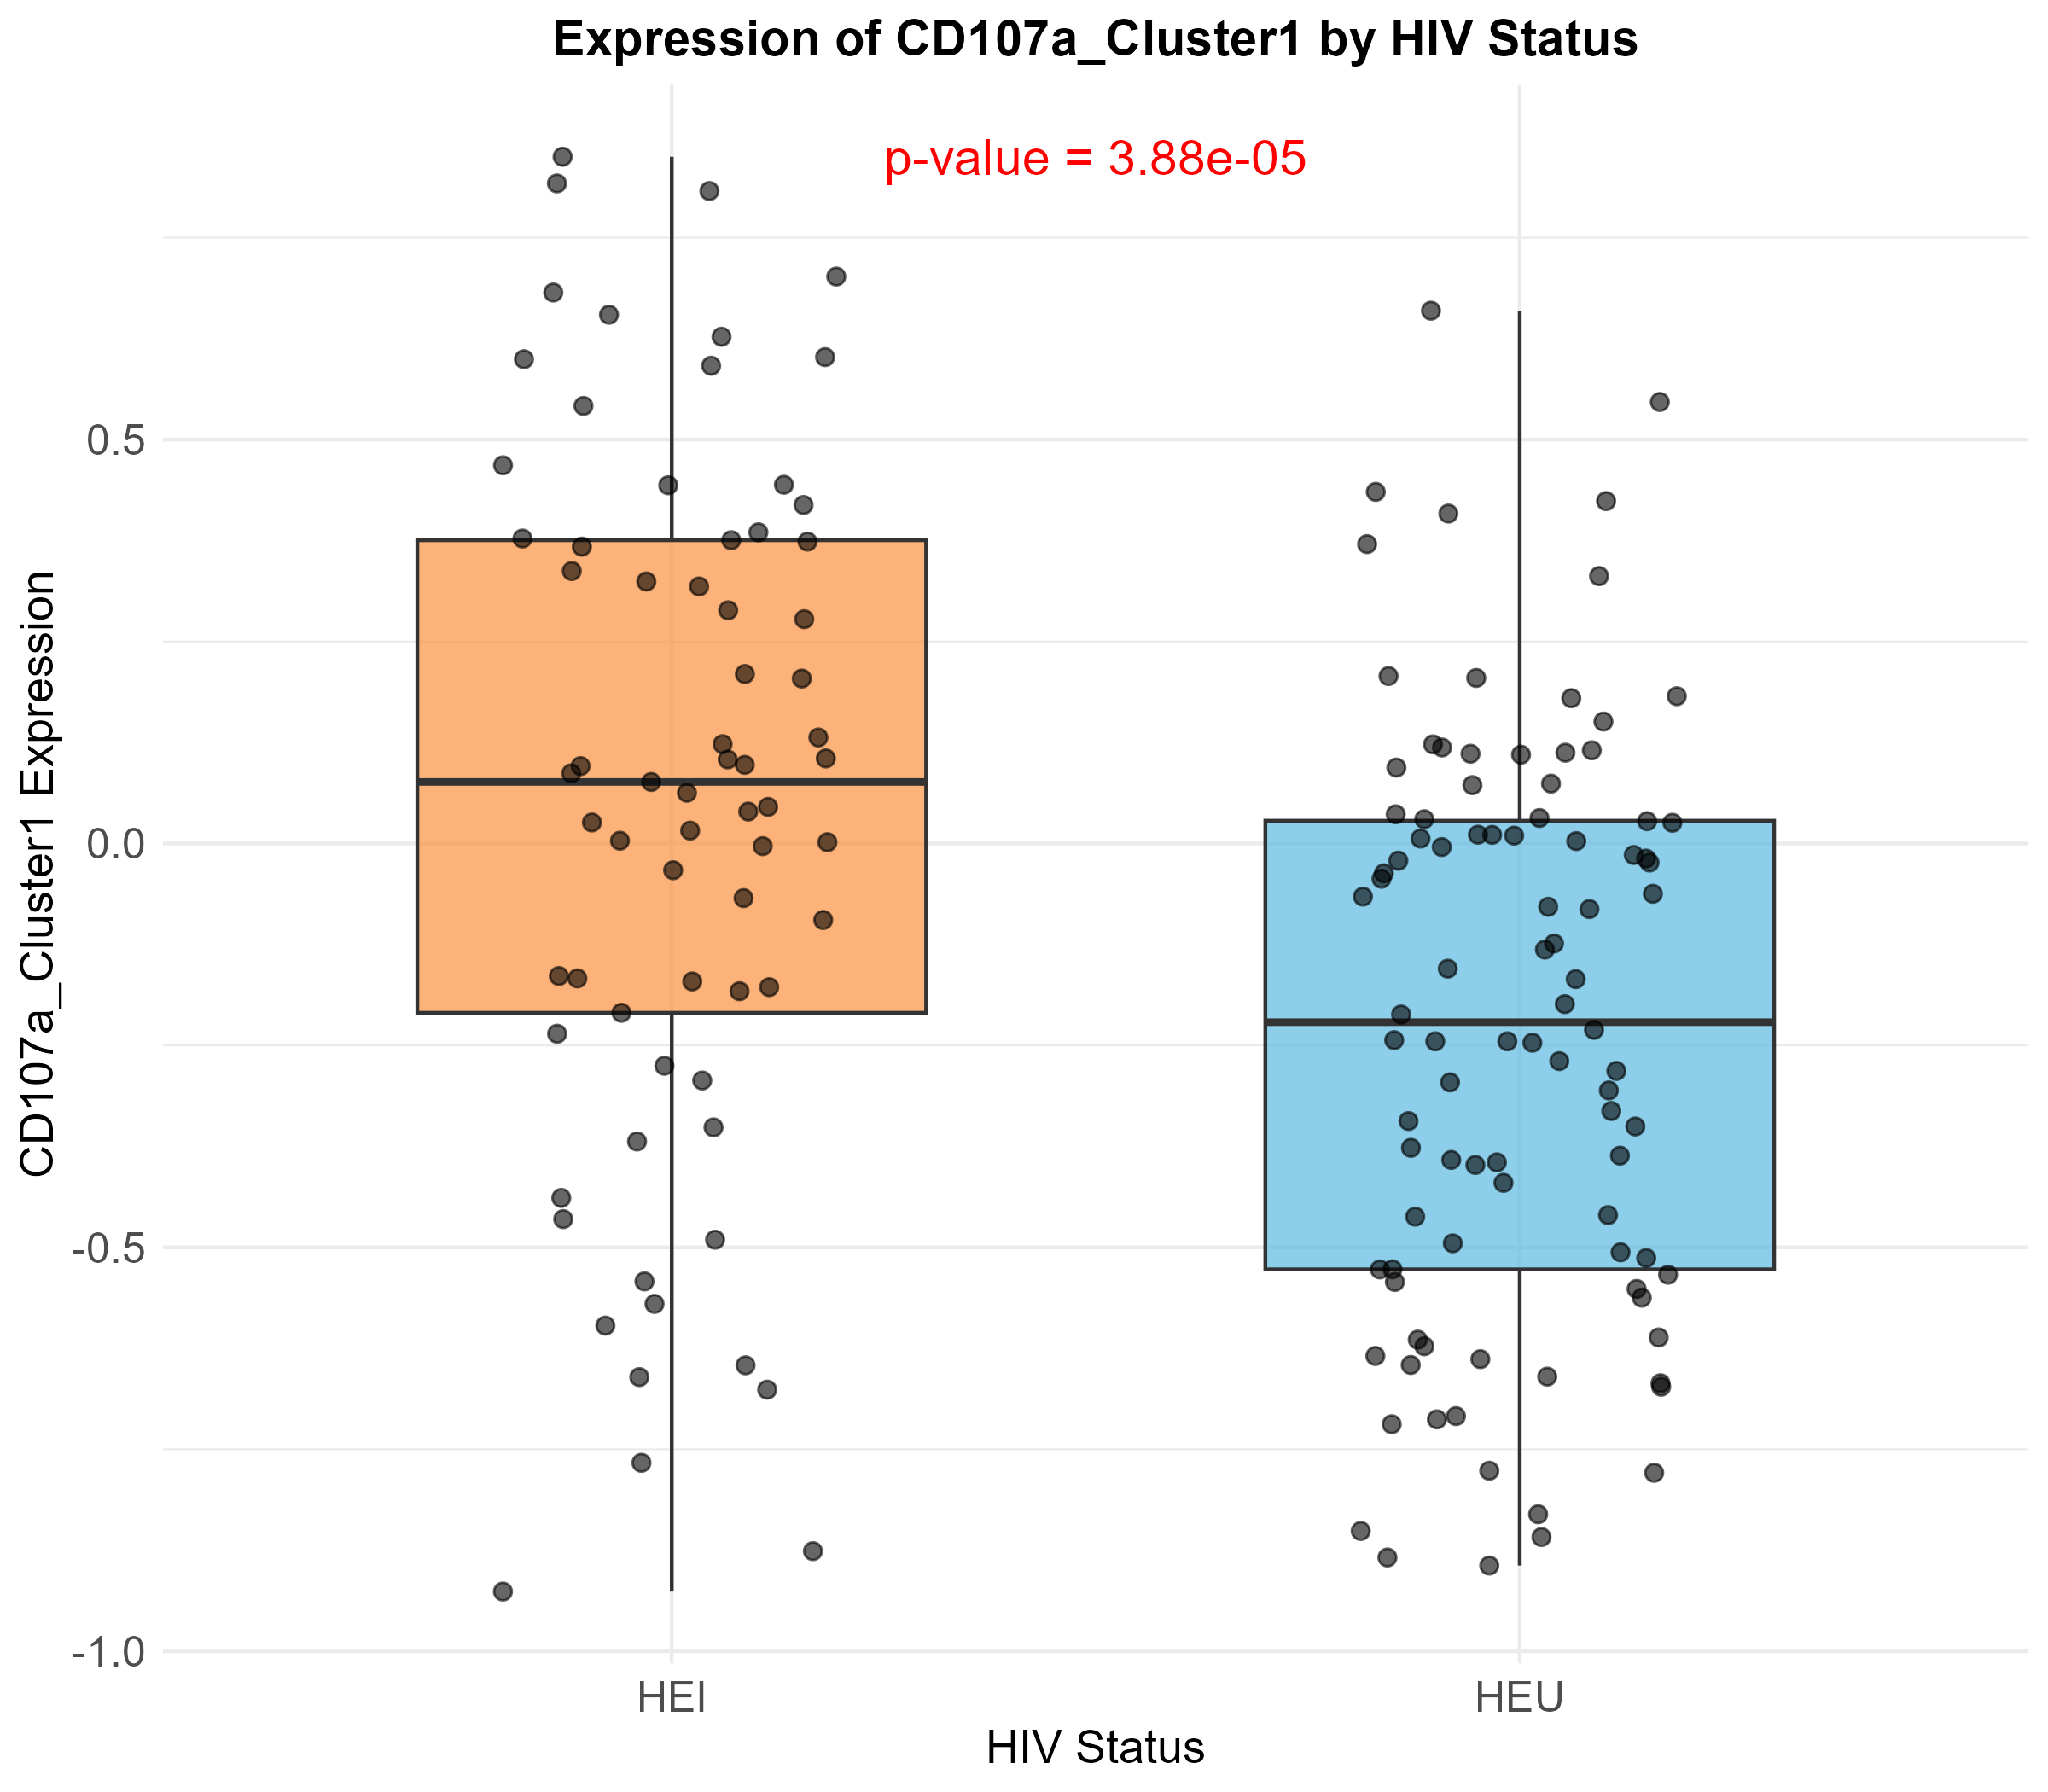 Expression of CD107a_Cluster1 by HIV Status
p-value = 3.88e-05
CD107a_Cluster1 Expression
0.5
0.0
-0.5
-1.0
HEI
HEU
HIV Status